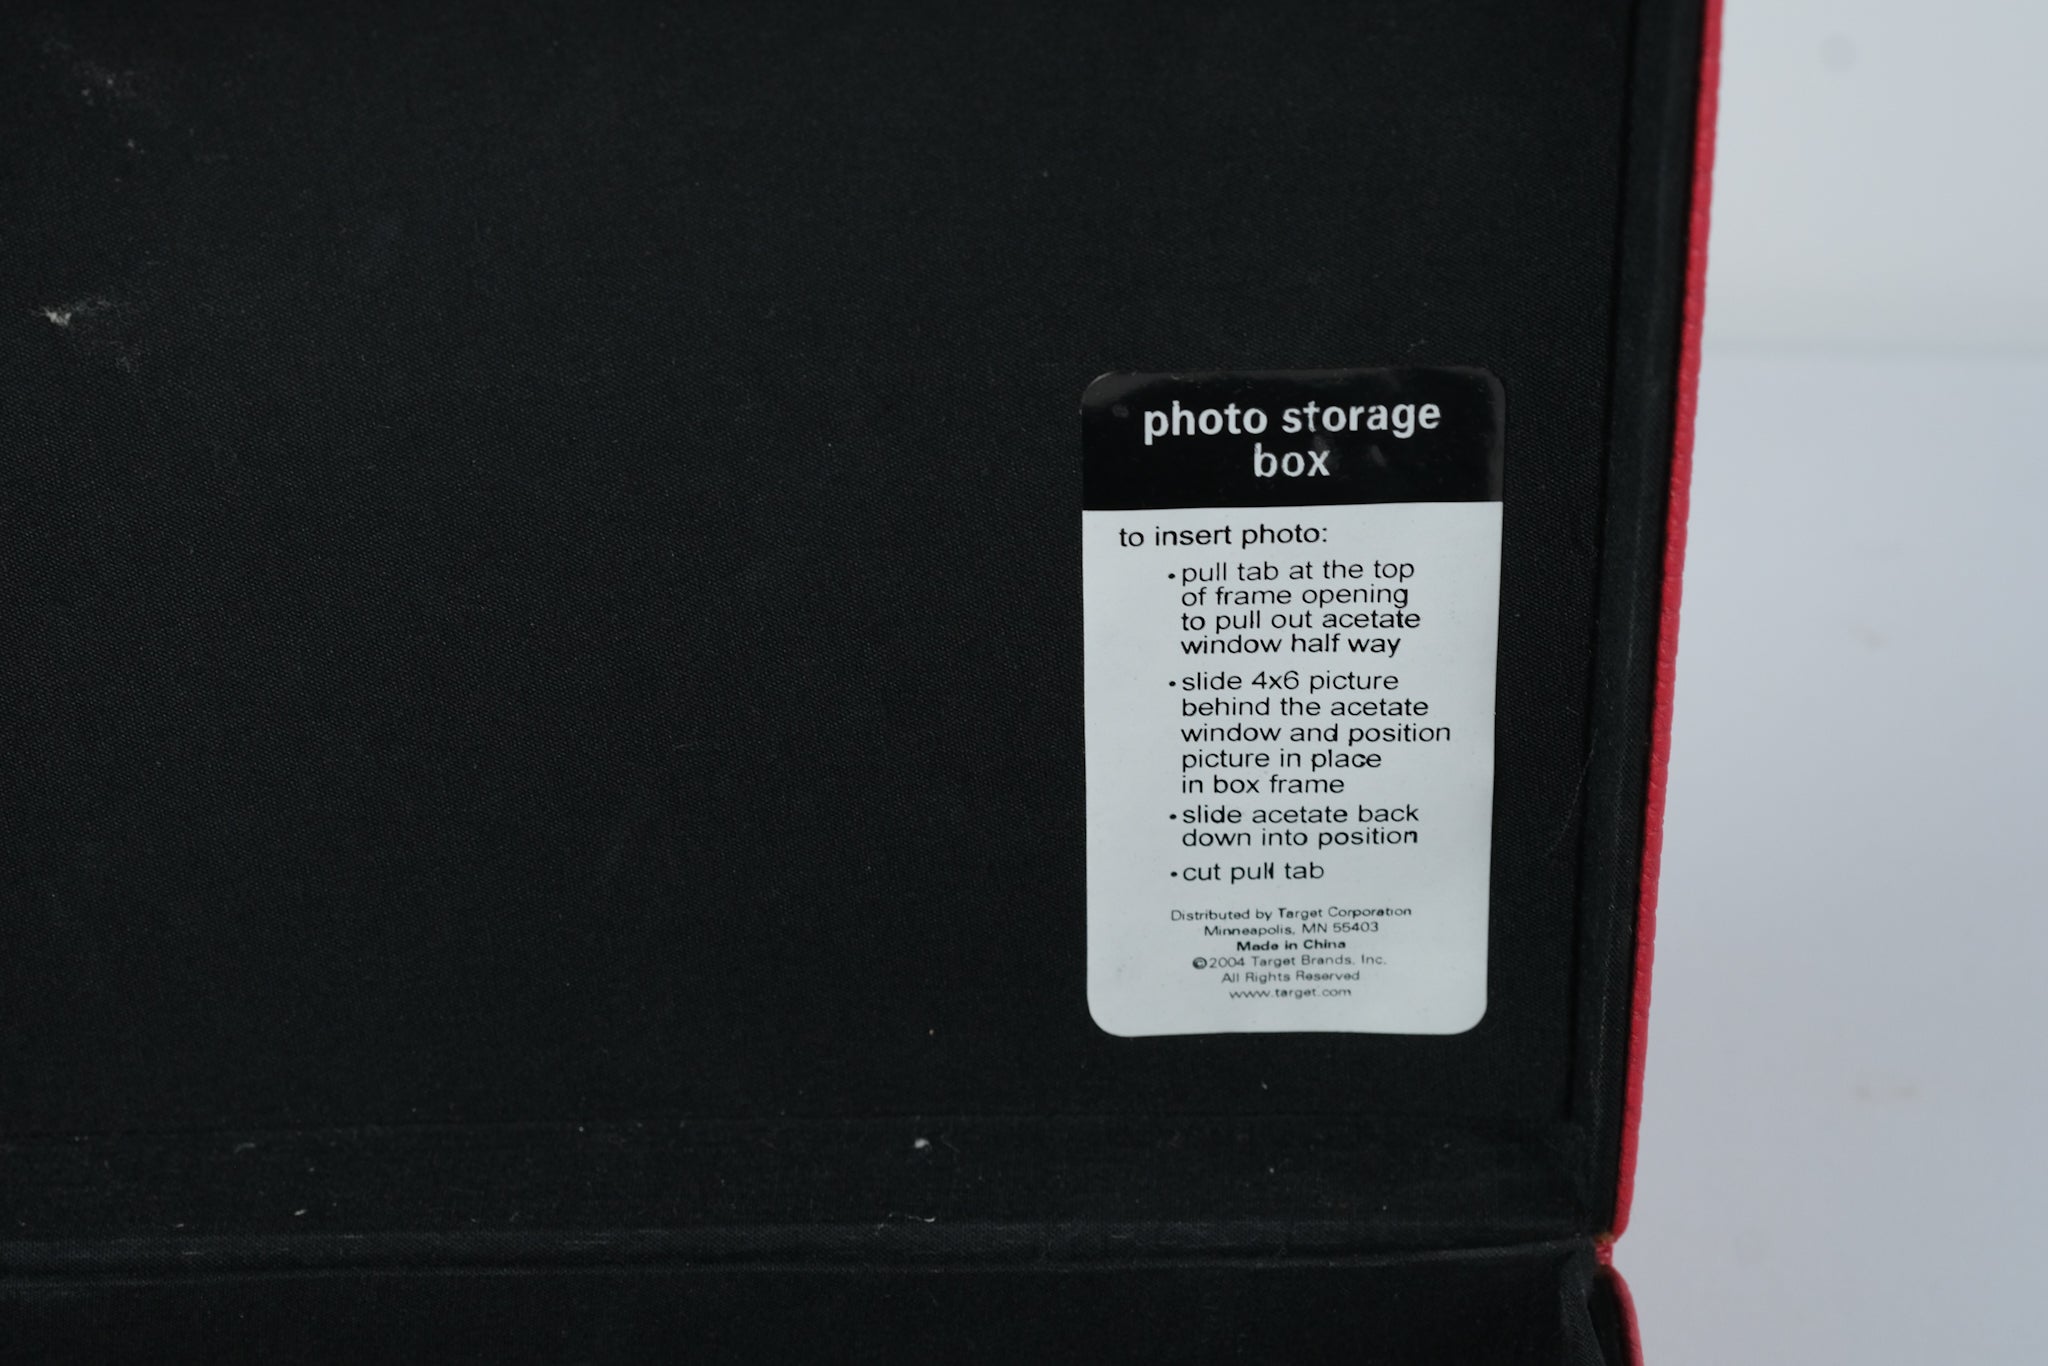 photo storage
box
to insert photo:
• pull tab at the top
of frame opening
to pull out acetate
window half way
• slide 4x6 picture
behind the acetate
window and position
picture in place
in box frame
• slide acetate back
down into position
• cut pull tab
Distributed by Target Corporation
Minneapolis, MN 55403
Made in China
©2004 Target Brands, Inc.
All Rights Reserved
www.target.com